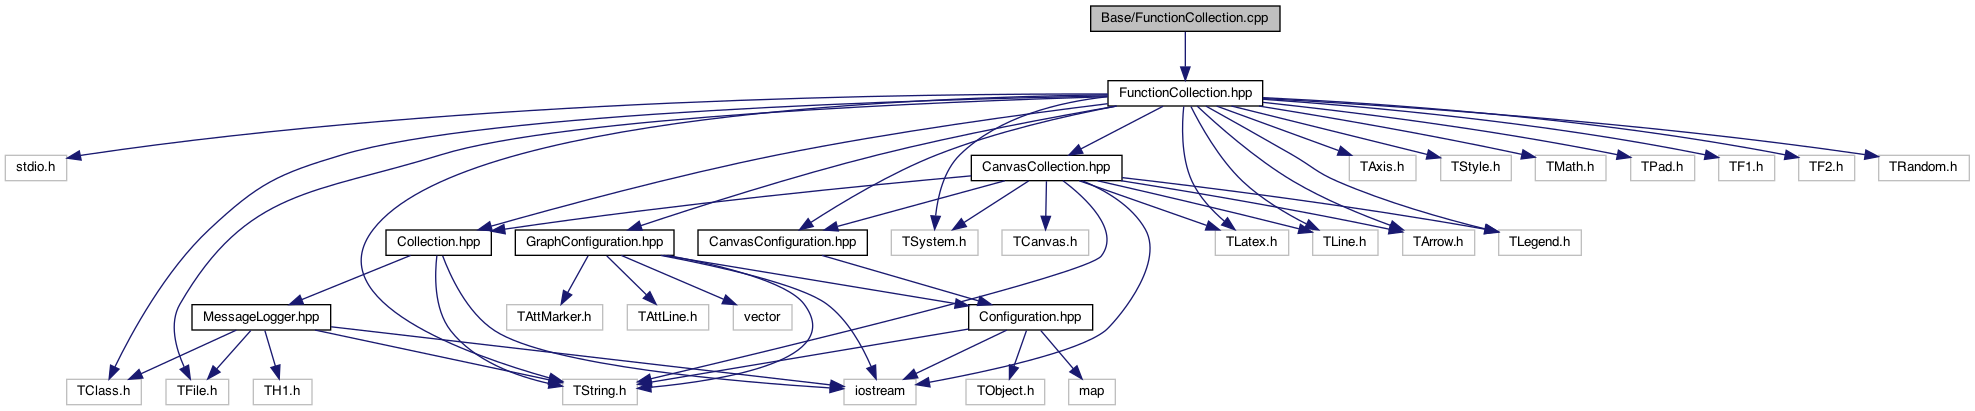 Base/FunctionCollection.cpp
FunctionCollection.hpp
stdio.h
CanvasCollection.hpp
TAxis.h
TStyle.h
TMath.h
TPad.h
TF1.h
TF2.h
TRandom.h
Collection.hpp
GraphConfiguration.hpp
CanvasConfiguration.hpp
TSystem.h
TCanvas.h
TLatex.h
TLine.h
TArrow.h
TLegend.h
MessageLogger.hpp
TAttMarker.h
TAttLine.h
vector
Configuration.hpp
TClass.h
TFile.h
TH1.h
TString.h
iostream
TObject.h
map